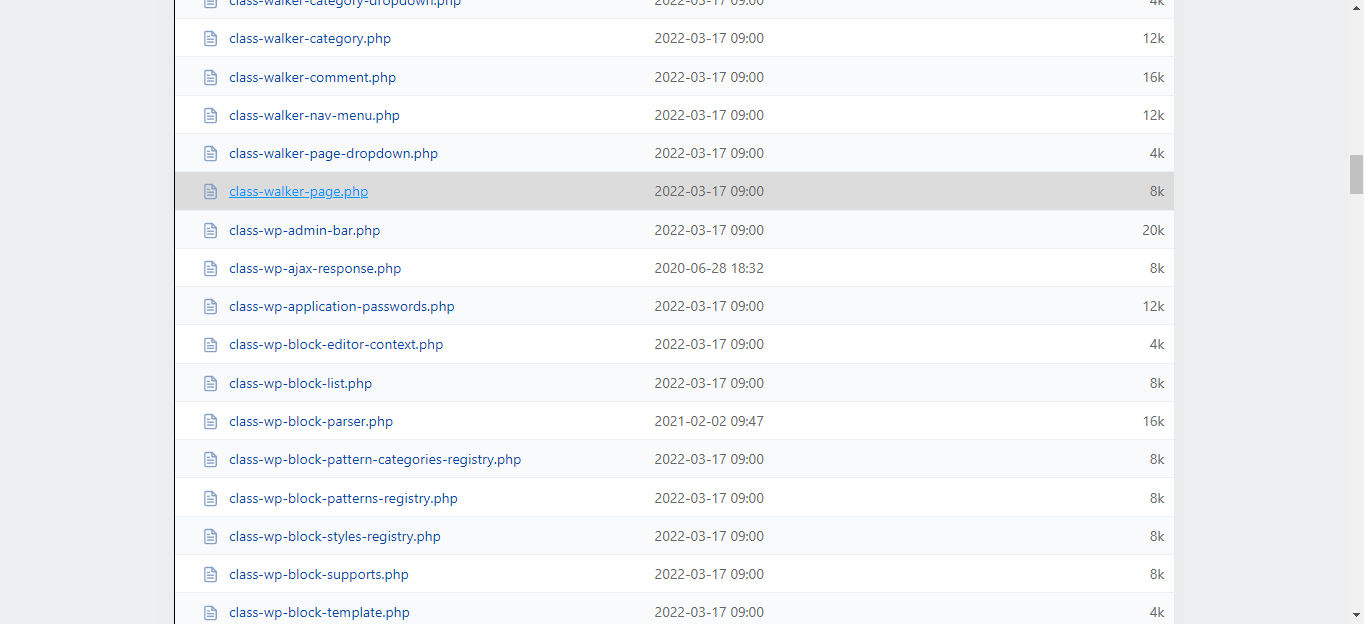 class-walker-category-dropdown.php 2022-03-17 09:00 4k
class-walker-category.php 2022-03-17 09:00 12k
class-walker-comment.php 2022-03-17 09:00 16k
class-walker-nav-menu.php 2022-03-17 09:00 12k
class-walker-page-dropdown.php 2022-03-17 09:00 4k
class-walker-page.php 2022-03-17 09:00 8k
class-wp-admin-bar.php 2022-03-17 09:00 20k
class-wp-ajax-response.php 2020-06-28 18:32 8k
class-wp-application-passwords.php 2022-03-17 09:00 12k
class-wp-block-editor-context.php 2022-03-17 09:00 4k
class-wp-block-list.php 2022-03-17 09:00 8k
class-wp-block-parser.php 2021-02-02 09:47 16k
class-wp-block-pattern-categories-registry.php 2022-03-17 09:00 8k
class-wp-block-patterns-registry.php 2022-03-17 09:00 8k
class-wp-block-styles-registry.php 2022-03-17 09:00 8k
class-wp-block-supports.php 2022-03-17 09:00 8k
class-wp-block-template.php 2022-03-17 09:00 4k